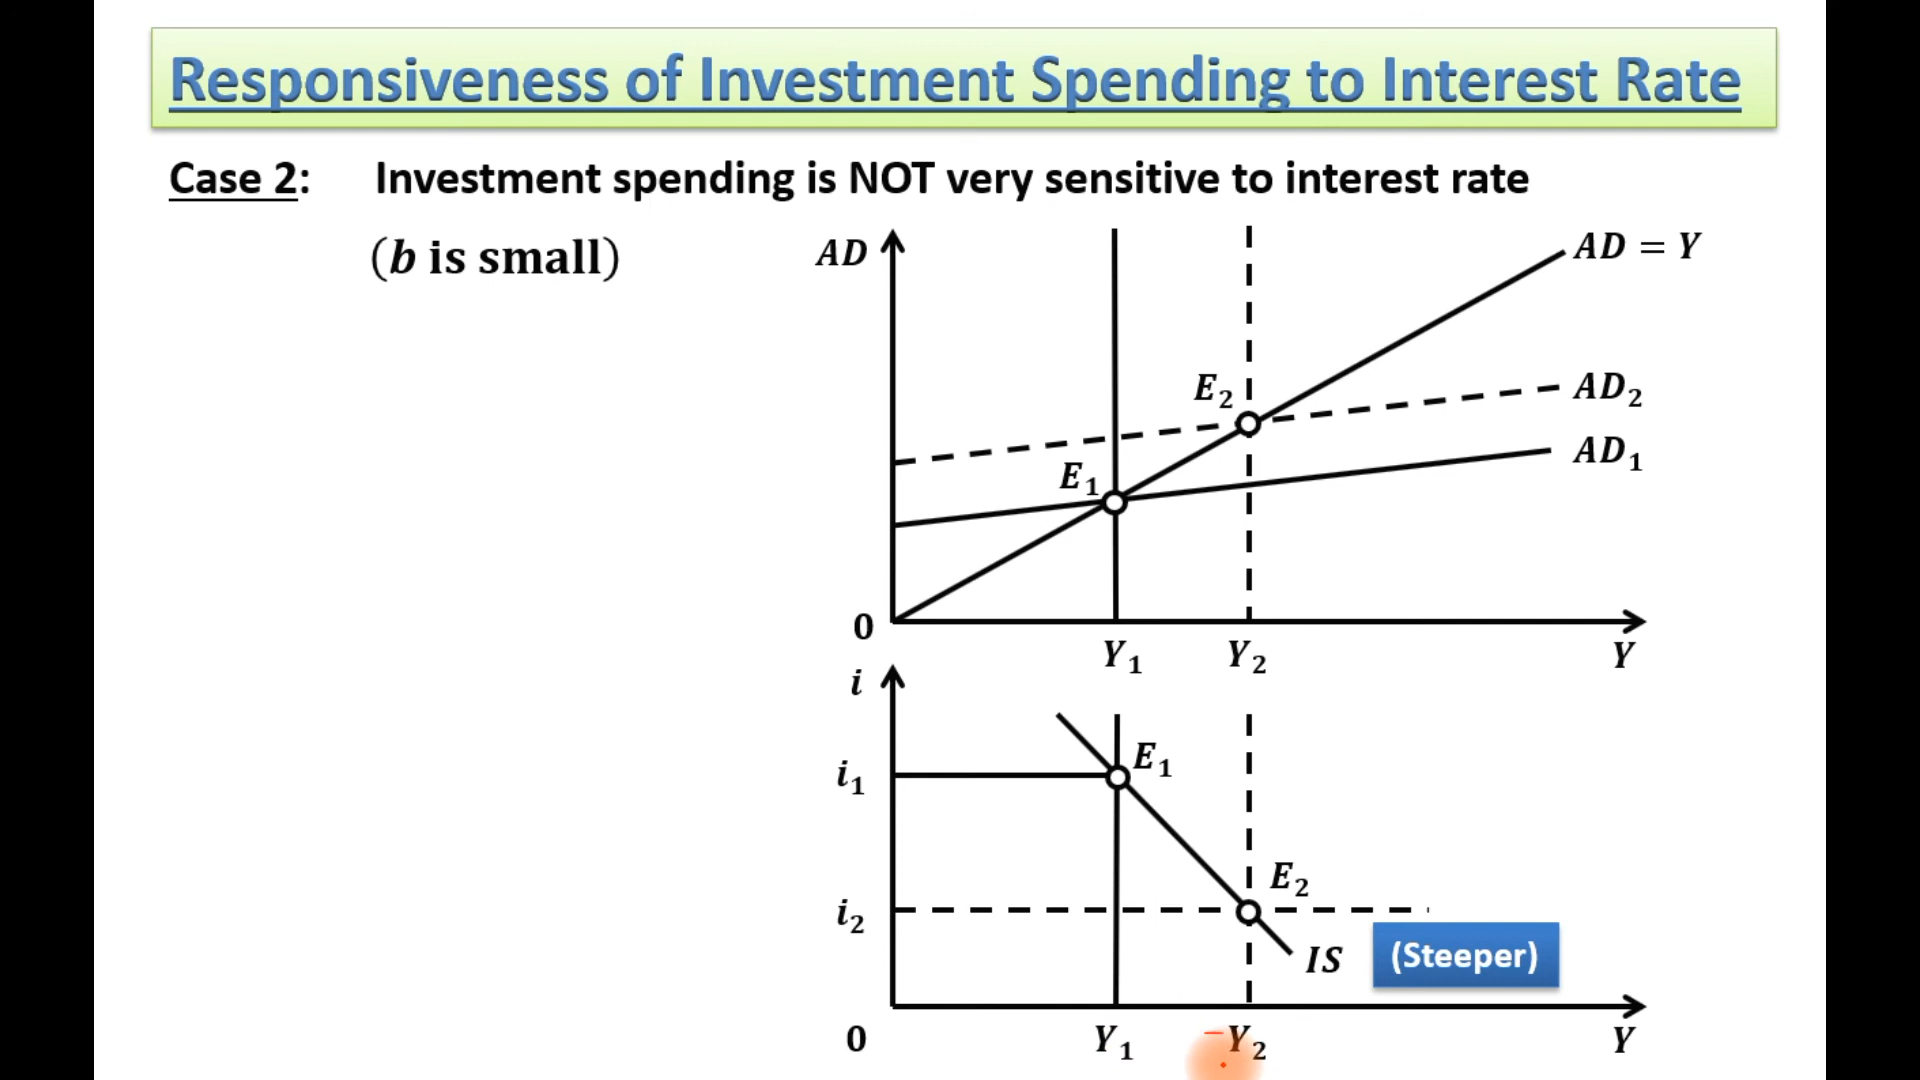 Responsiveness of Investment Spending to Interest Rate
Case 2: Investment spending is NOT very sensitive to interest rate
(b is small)
AD
AD = Y
E₂
AD₂
E₁
AD₁
0
Y₁
Y₂
Y
i
i₁
E₁
i₂
E₂
IS
(Steeper)
0
Y₁
Y₂
Y